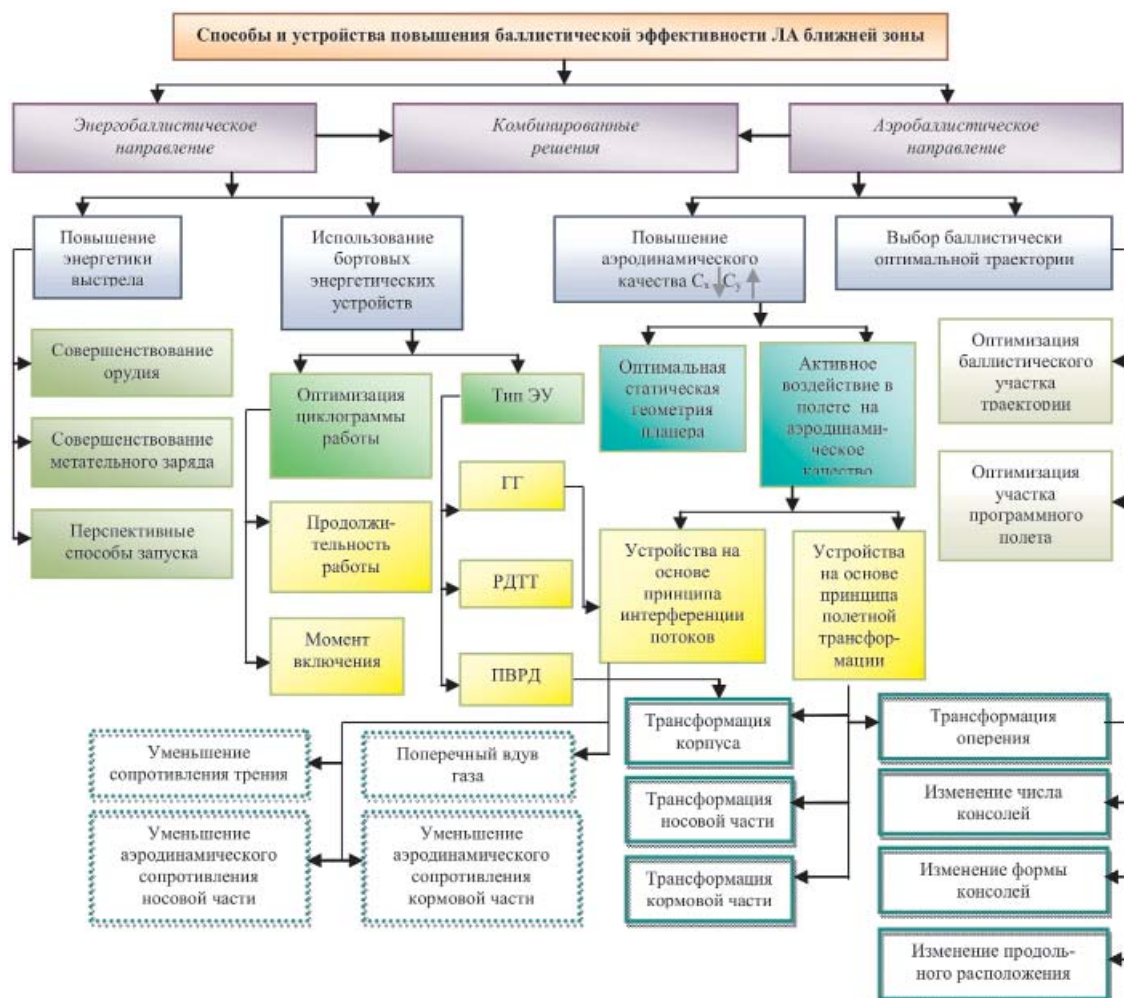 Способы и устройства повышения баллистической эффективности ЛА ближней зоны
Энергобаллистическое
направление
Комбинированные
решения
Аэробаллистическое
направление
Повышение
энергетики
выстрела
Использование
бортовых
энергетических
устройств
Повышение
аэродинамического
качества Cx Cy
Выбор баллистически
оптимальной траектории
Совершенствование
орудия
Совершенствование
метательного заряда
Перспективные
способы запуска
Оптимизация
циклограммы
работы
Тип ЭУ
Оптимальная
статическая
геометрия
планера
Активное
воздействие в
полете на
аэродинами-
ческое
качество
Оптимизация
баллистического
участка
траектории
Оптимизация
участка
программного
полета
Продолжи-
тельность
работы
Момент
включения
ГГ
РДТТ
ПВРД
Устройства на
основе
принципа
интерференции
потоков
Устройства
на основе
принципа
полетной
трансфор-
мации
Уменьшение
сопротивления трения
Поперечный вдув
газа
Уменьшение
аэродинамического
сопротивления
носовой части
Уменьшение
аэродинамического
сопротивления
кормовой части
Трансформация
корпуса
Трансформация
носовой части
Трансформация
кормовой части
Трансформация
оперения
Изменение числа
консолей
Изменение формы
консолей
Изменение продоль-
ного расположения